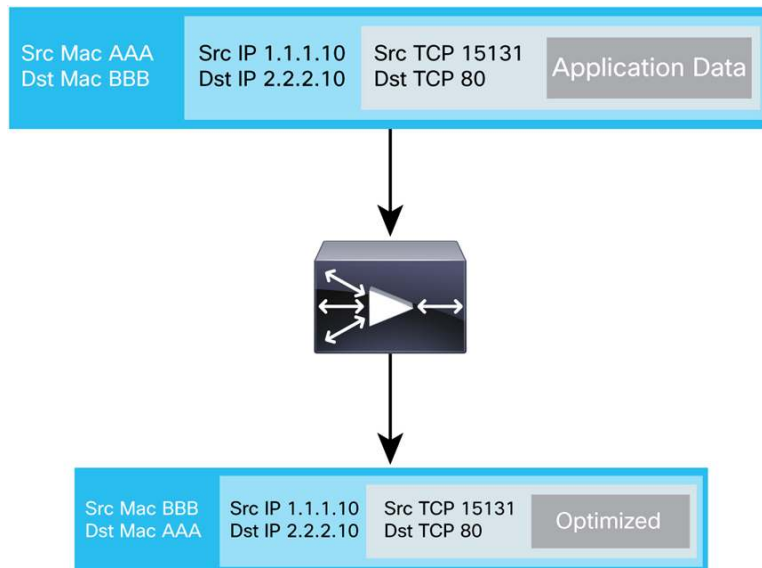 Src Mac AAA
Dst Mac BBB
Src IP 1.1.1.10
Dst IP 2.2.2.10
Src TCP 15131
Dst TCP 80
Application Data
Src Mac BBB
Dst Mac AAA
Src IP 1.1.1.10
Dst IP 2.2.2.10
Src TCP 15131
Dst TCP 80
Optimized